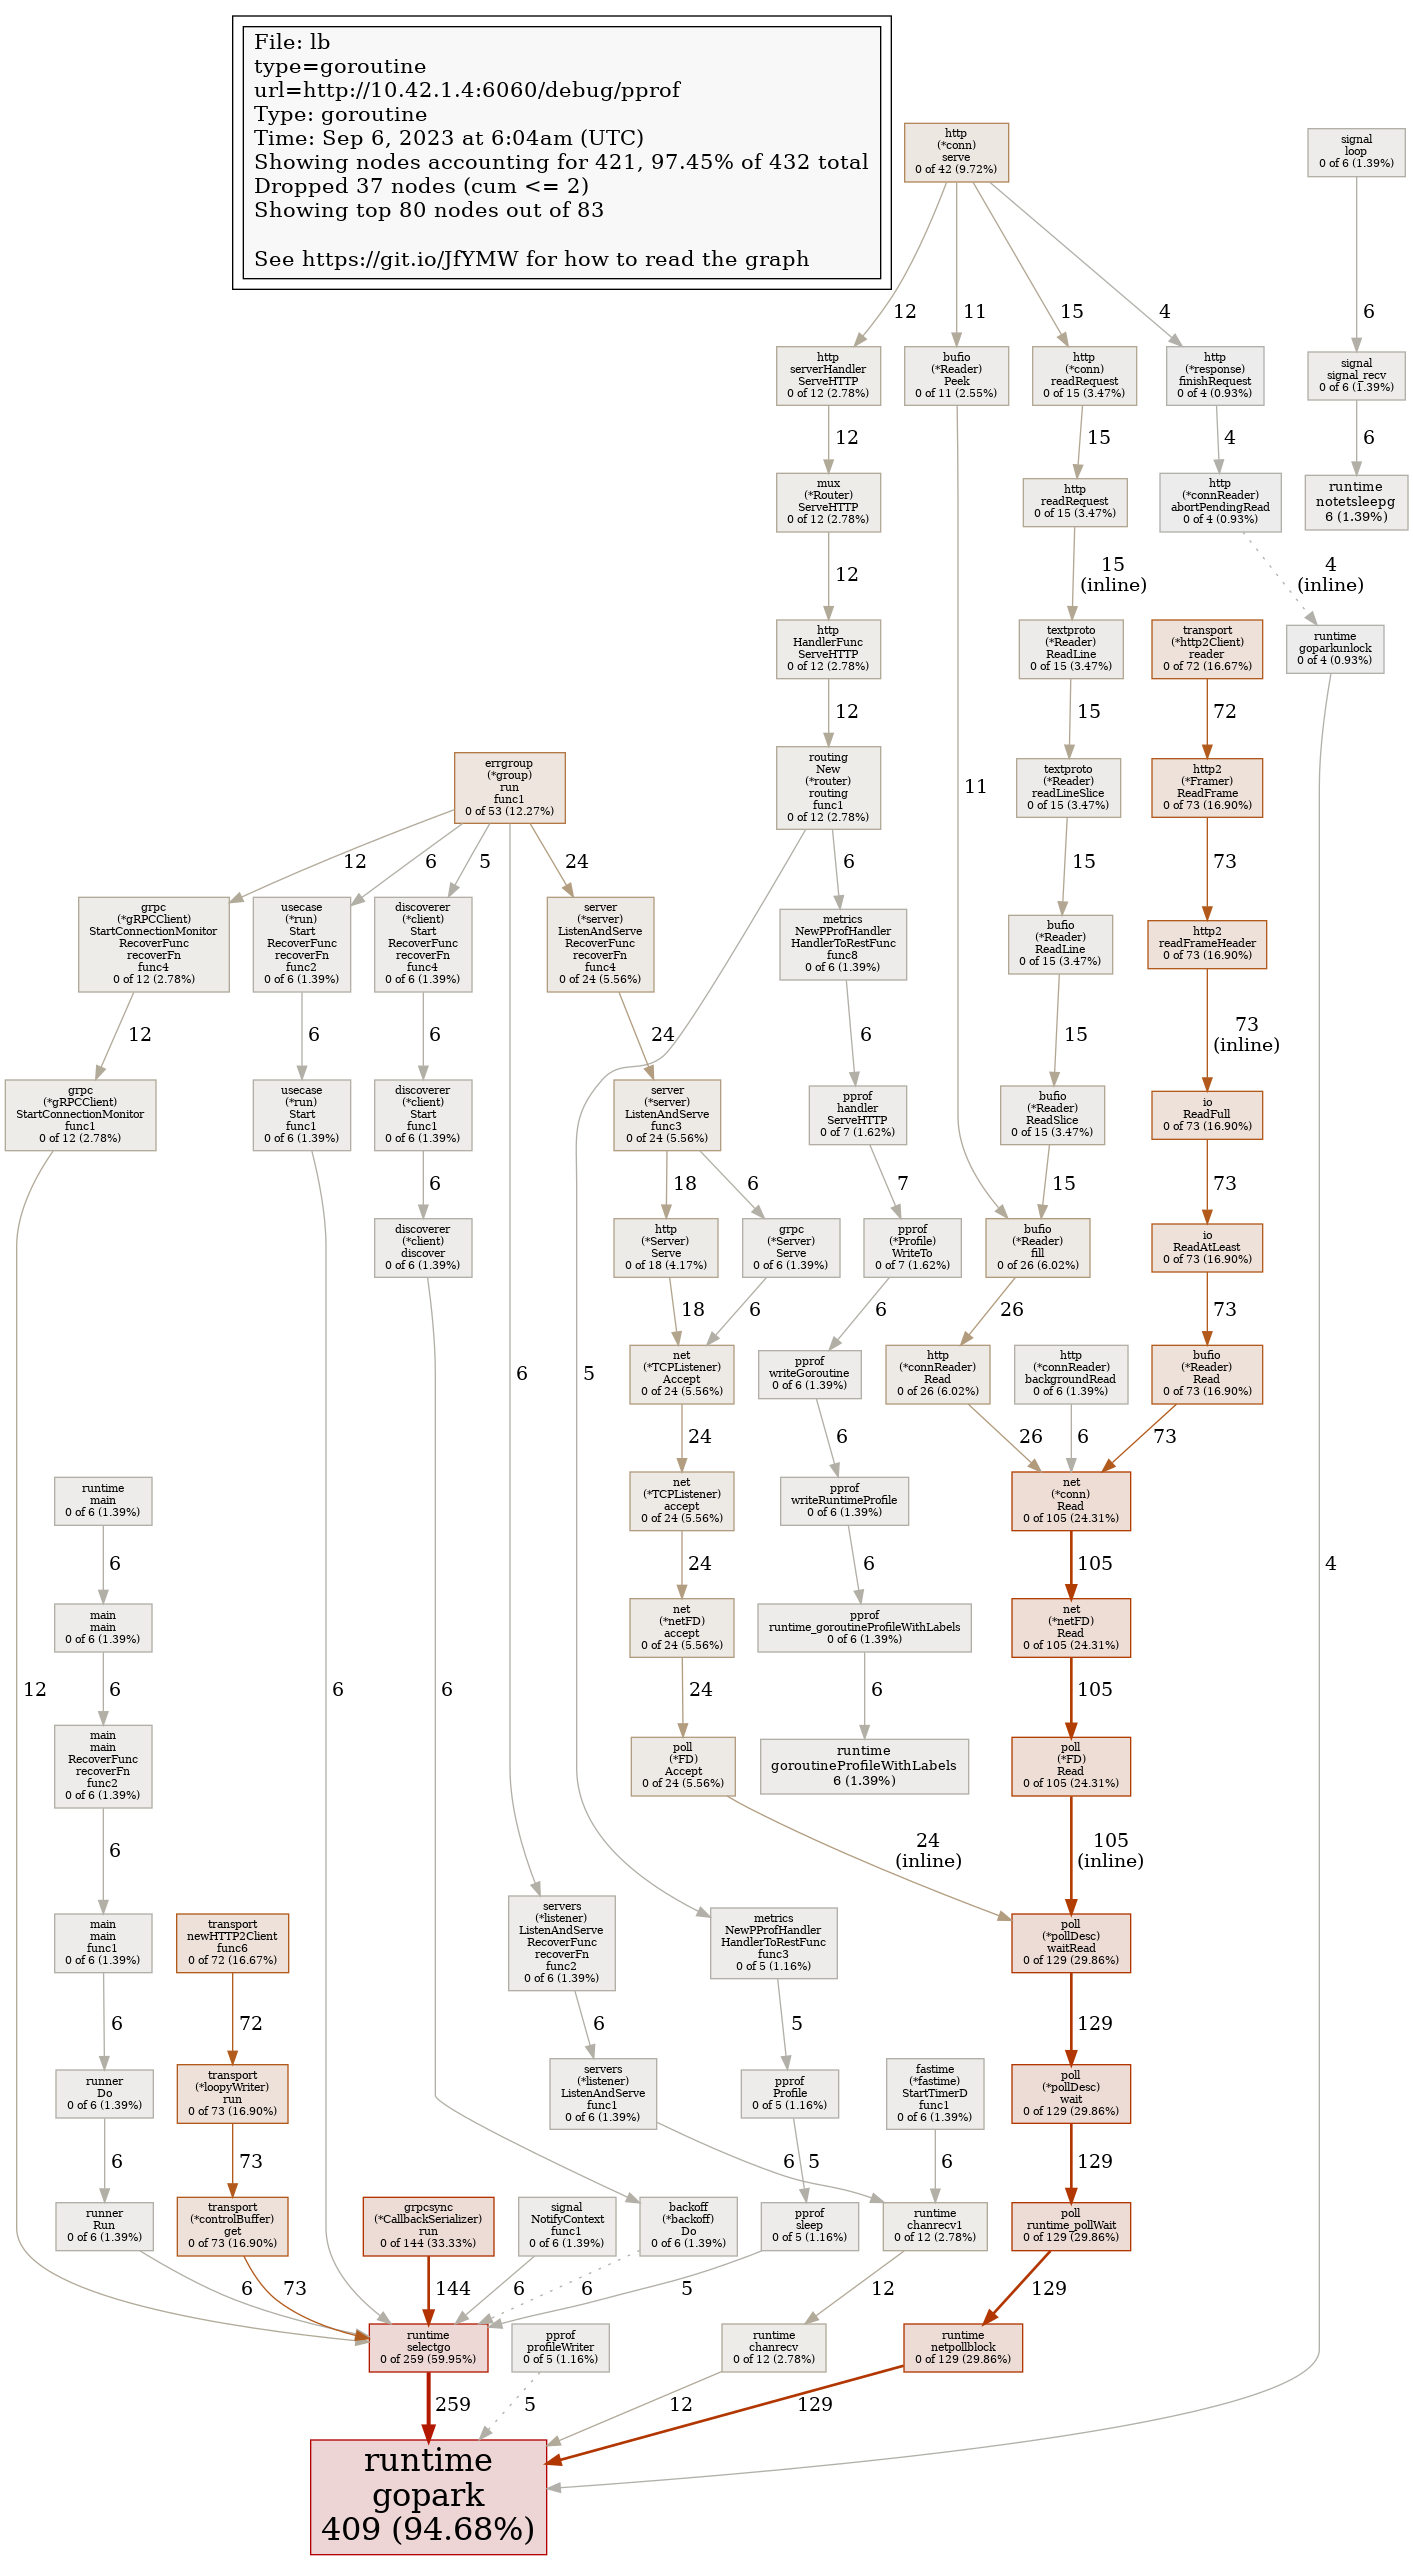 File: lb
type=goroutine
url=http://10.42.1.4:6060/debug/pprof
Type: goroutine
Time: Sep 6, 2023 at 6:04am (UTC)
Showing nodes accounting for 421, 97.45% of 432 total
Dropped 37 nodes (cum <= 2)
Showing top 80 nodes out of 83
See https://git.io/JfYMW for how to read the graph
http
(*conn)
serve
0 of 42 (9.72%)
signal
loop
0 of 6 (1.39%)
12
11
15
4
6
http
serverHandler
ServeHTTP
0 of 12 (2.78%)
bufio
(*Reader)
Peek
0 of 11 (2.55%)
http
(*conn)
readRequest
0 of 15 (3.47%)
http
(*response)
finishRequest
0 of 4 (0.93%)
signal
signal_recv
0 of 6 (1.39%)
12
15
4
6
mux
(*Router)
ServeHTTP
0 of 12 (2.78%)
http
readRequest
0 of 15 (3.47%)
http
(*connReader)
abortPendingRead
0 of 4 (0.93%)
runtime
notetsleepg
6 (1.39%)
12
15
(inline)
4
(inline)
http
HandlerFunc
ServeHTTP
0 of 12 (2.78%)
textproto
(*Reader)
ReadLine
0 of 15 (3.47%)
transport
(*http2Client)
reader
0 of 72 (16.67%)
runtime
goparkunlock
0 of 4 (0.93%)
12
15
72
errgroup
(*group)
run
func1
0 of 53 (12.27%)
routing
New
(*router)
routing
func1
0 of 12 (2.78%)
11
textproto
(*Reader)
readLineSlice
0 of 15 (3.47%)
http2
(*Framer)
ReadFrame
0 of 73 (16.90%)
12
6
5
24
6
15
73
grpc
(*gRPCClient)
StartConnectionMonitor
RecoverFunc
recoverFn
func4
0 of 12 (2.78%)
usecase
(*run)
Start
RecoverFunc
recoverFn
func2
0 of 6 (1.39%)
discoverer
(*client)
Start
RecoverFunc
recoverFn
func4
0 of 6 (1.39%)
server
(*server)
ListenAndServe
RecoverFunc
recoverFn
func4
0 of 24 (5.56%)
metrics
NewPProfHandler
HandlerToRestFunc
func8
0 of 6 (1.39%)
bufio
(*Reader)
ReadLine
0 of 15 (3.47%)
http2
readFrameHeader
0 of 73 (16.90%)
12
6
6
24
6
15
73
(inline)
grpc
(*gRPCClient)
StartConnectionMonitor
func1
0 of 12 (2.78%)
usecase
(*run)
Start
func1
0 of 6 (1.39%)
discoverer
(*client)
Start
func1
0 of 6 (1.39%)
server
(*server)
ListenAndServe
func3
0 of 24 (5.56%)
pprof
handler
ServeHTTP
0 of 7 (1.62%)
bufio
(*Reader)
ReadSlice
0 of 15 (3.47%)
io
ReadFull
0 of 73 (16.90%)
6
18
6
7
15
73
discoverer
(*client)
discover
0 of 6 (1.39%)
http
(*Server)
Serve
0 of 18 (4.17%)
grpc
(*Server)
Serve
0 of 6 (1.39%)
pprof
(*Profile)
WriteTo
0 of 7 (1.62%)
bufio
(*Reader)
fill
0 of 26 (6.02%)
io
ReadAtLeast
0 of 73 (16.90%)
18
6
6
26
73
6
5
net
(*TCPListener)
Accept
0 of 24 (5.56%)
pprof
writeGoroutine
0 of 6 (1.39%)
http
(*connReader)
Read
0 of 26 (6.02%)
http
(*connReader)
backgroundRead
0 of 6 (1.39%)
bufio
(*Reader)
Read
0 of 73 (16.90%)
24
6
26
6
73
runtime
main
0 of 6 (1.39%)
net
(*TCPListener)
accept
0 of 24 (5.56%)
pprof
writeRuntimeProfile
0 of 6 (1.39%)
net
(*conn)
Read
0 of 105 (24.31%)
6
24
6
105
4
main
main
0 of 6 (1.39%)
net
(*netFD)
accept
0 of 24 (5.56%)
pprof
runtime_goroutineProfileWithLabels
0 of 6 (1.39%)
net
(*netFD)
Read
0 of 105 (24.31%)
12
6
6
6
24
6
105
main
main
RecoverFunc
recoverFn
func2
0 of 6 (1.39%)
poll
(*FD)
Accept
0 of 24 (5.56%)
runtime
goroutineProfileWithLabels
6 (1.39%)
poll
(*FD)
Read
0 of 105 (24.31%)
6
24
(inline)
105
(inline)
main
main
func1
0 of 6 (1.39%)
transport
newHTTP2Client
func6
0 of 72 (16.67%)
servers
(*listener)
ListenAndServe
RecoverFunc
recoverFn
func2
0 of 6 (1.39%)
metrics
NewPProfHandler
HandlerToRestFunc
func3
0 of 5 (1.16%)
poll
(*pollDesc)
waitRead
0 of 129 (29.86%)
6
72
6
5
129
runner
Do
0 of 6 (1.39%)
transport
(*loopyWriter)
run
0 of 73 (16.90%)
servers
(*listener)
ListenAndServe
func1
0 of 6 (1.39%)
pprof
Profile
0 of 5 (1.16%)
fastime
(*fastime)
StartTimerD
func1
0 of 6 (1.39%)
poll
(*pollDesc)
wait
0 of 129 (29.86%)
6
73
6
5
6
129
runner
Run
0 of 6 (1.39%)
transport
(*controlBuffer)
get
0 of 73 (16.90%)
grpcsync
(*CallbackSerializer)
run
0 of 144 (33.33%)
signal
NotifyContext
func1
0 of 6 (1.39%)
backoff
(*backoff)
Do
0 of 6 (1.39%)
pprof
sleep
0 of 5 (1.16%)
runtime
chanrecv1
0 of 12 (2.78%)
poll
runtime_pollWait
0 of 129 (29.86%)
6
73
144
6
6
5
12
129
runtime
selectgo
0 of 259 (59.95%)
pprof
profileWriter
0 of 5 (1.16%)
runtime
chanrecv
0 of 12 (2.78%)
runtime
netpollblock
0 of 129 (29.86%)
259
5
12
129
runtime
gopark
409 (94.68%)